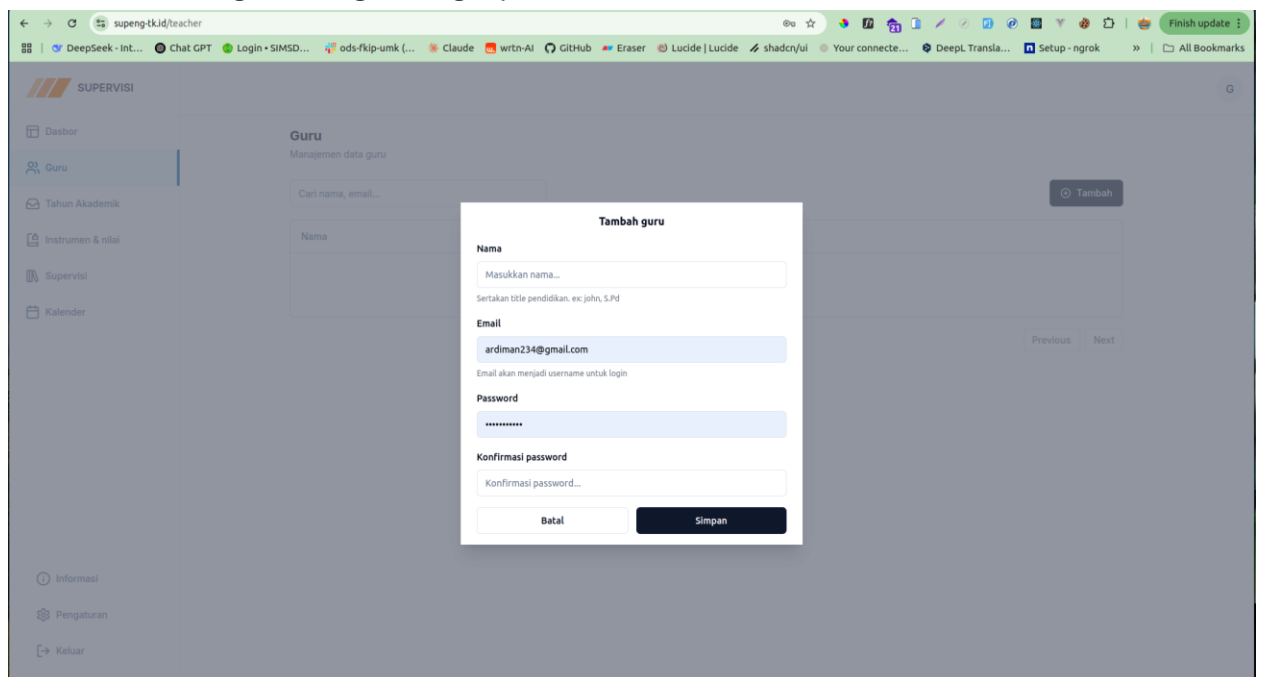 supeng-tk.id/teacher
Finish update
DeepSeek - Int... Chat GPT Login • SIMSD... ods-fkip-umk (... Claude wrtn-AI GitHub Eraser Lucide | Lucide shadcn/ui Your connecte... DeepL Transla... Setup - ngrok » All Bookmarks
21
SUPERVISI
G
Dasbor
Guru
Tahun Akademik
Instrumen & nilai
Supervisi
Kalender
Guru
Manajemen data guru
Cari nama, email...
Tambah
Nama
Tambah guru
Nama
Masukkan nama...
Sertakan title pendidikan. ex: john, S.Pd
Email
ardiman234@gmail.com
Email akan menjadi username untuk login
Password
•••••••••••
Konfirmasi password
Konfirmasi password...
Batal Simpan
Previous Next
Informasi
Pengaturan
Keluar